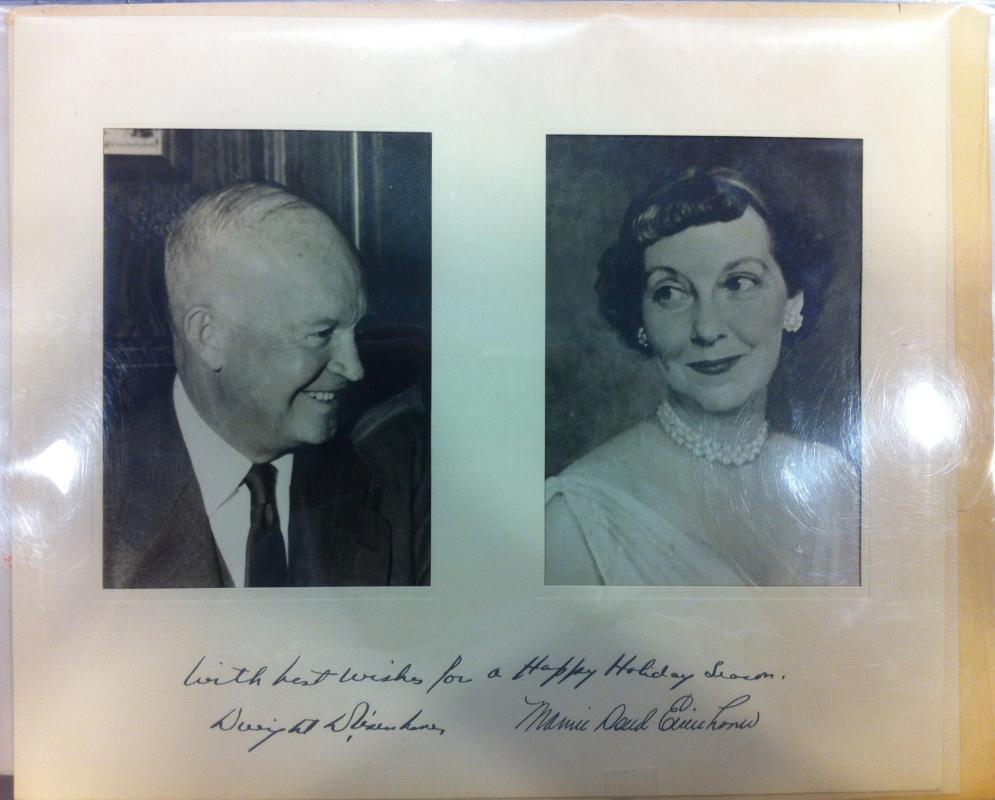 With best wishes for a Happy Holiday Season.
Dwight D Eisenhower
Mamie Doud Eisenhower